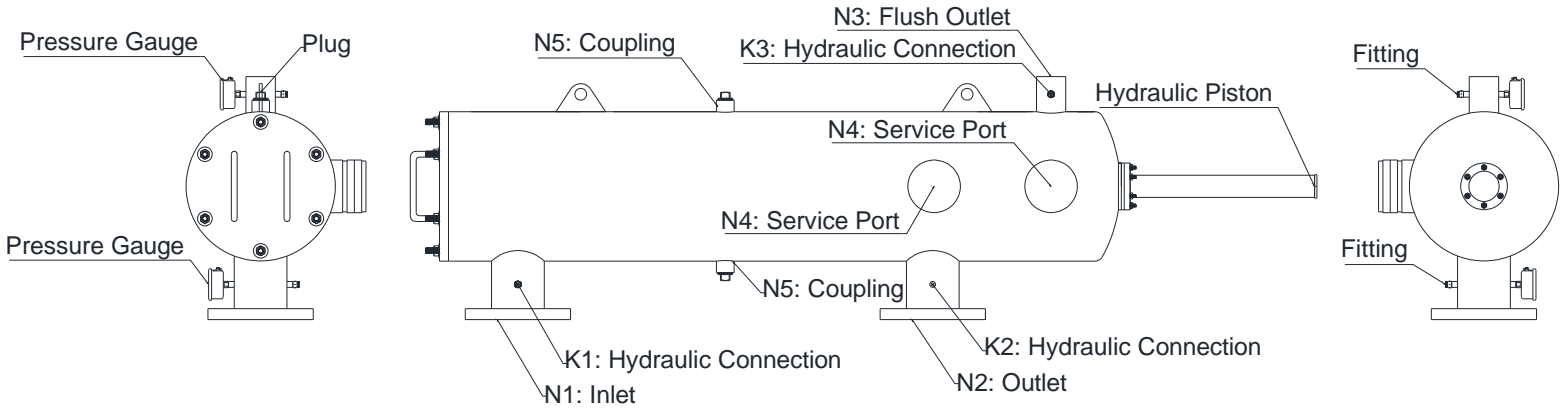 N3: Flush Outlet
Pressure Gauge
Plug
N5: Coupling
K3: Hydraulic Connection
Fitting
Hydraulic Piston
N4: Service Port
N4: Service Port
Pressure Gauge
Fitting
N5: Coupling
K1: Hydraulic Connection
K2: Hydraulic Connection
N1: Inlet
N2: Outlet